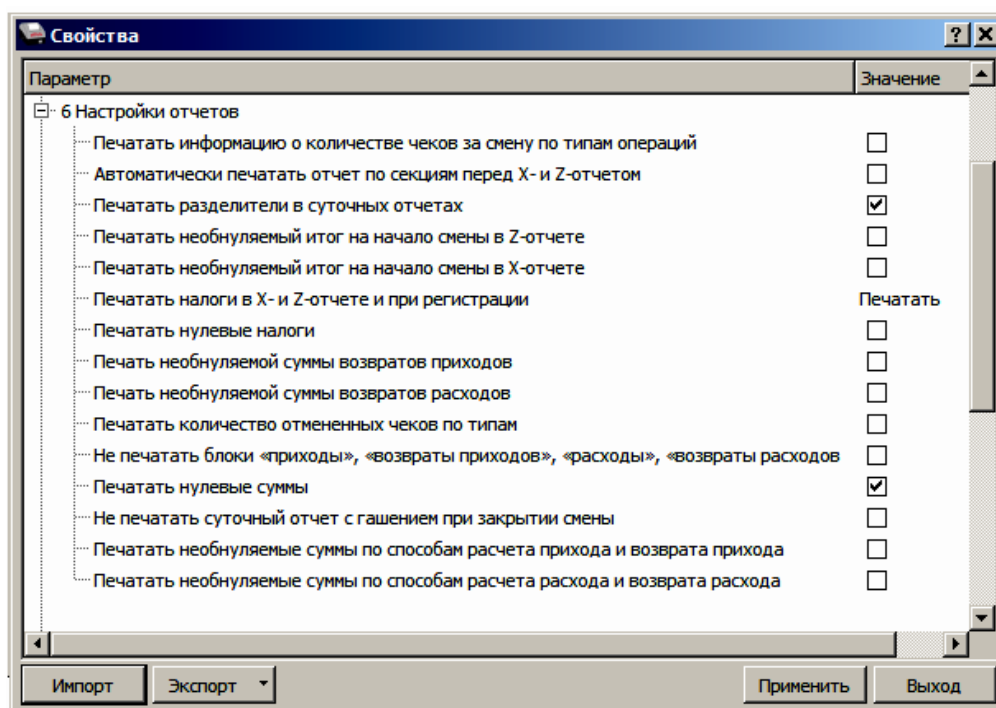 Свойства
Параметр Значение
6 Настройки отчетов
Печатать информацию о количестве чеков за смену по типам операций
Автоматически печатать отчет по секциям перед X- и Z-отчетом
Печатать разделители в суточных отчетах
Печатать необнуляемый итог на начало смены в Z-отчете
Печатать необнуляемый итог на начало смены в X-отчете
Печатать налоги в X- и Z-отчете и при регистрации Печатать
Печатать нулевые налоги
Печать необнуляемой суммы возвратов приходов
Печать необнуляемой суммы возвратов расходов
Печатать количество отмененных чеков по типам
Не печатать блоки «приходы», «возвраты приходов», «расходы», «возвраты расходов
Печатать нулевые суммы
Не печатать суточный отчет с гашением при закрытии смены
Печатать необнуляемые суммы по способам расчета прихода и возврата прихода
Печатать необнуляемые суммы по способам расчета расхода и возврата расхода
Импорт Экспорт Применить Выход